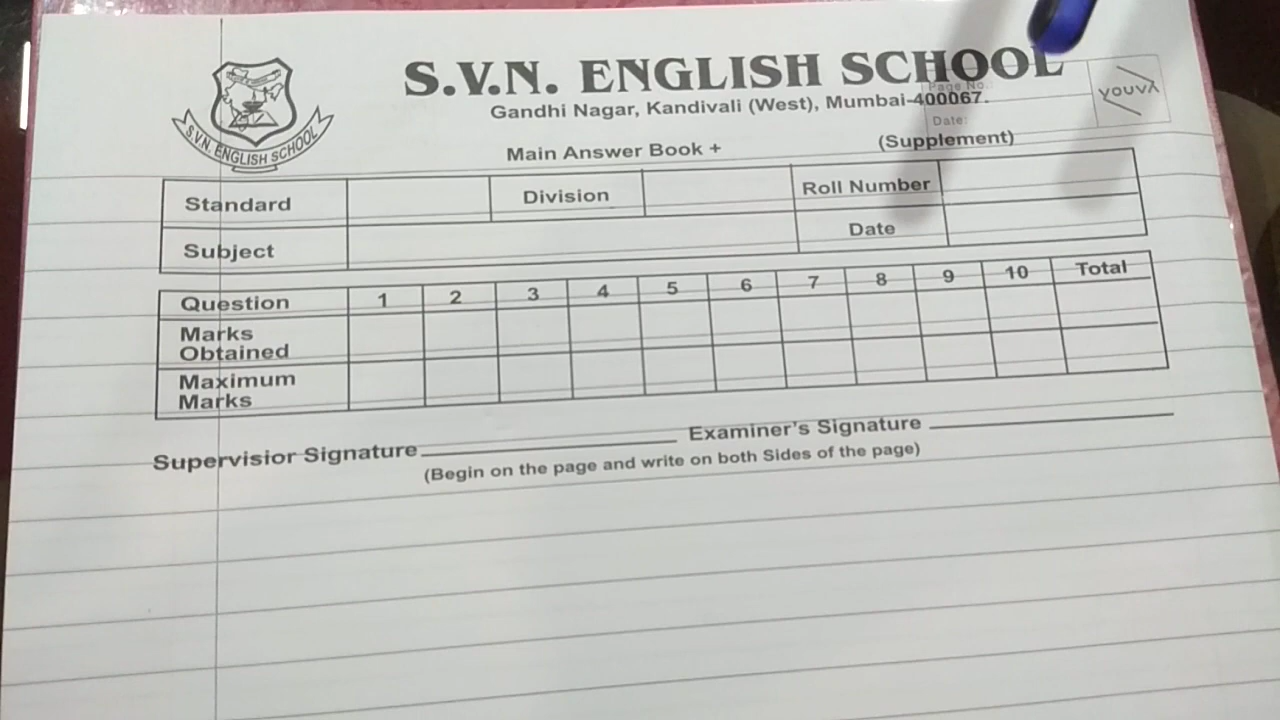 S.V.N. ENGLISH SCHOOL
Gandhi Nagar, Kandivali (West), Mumbai-400067.
S.V.N. ENGLISH SCHOOL
Page No.
Date:
YOUVA
Main Answer Book + (Supplement)
Standard Division Roll Number
Subject Date
Question 1 2 3 4 5 6 7 8 9 10 Total
Marks
Obtained
Maximum
Marks
Supervisior Signature Examiner's Signature
(Begin on the page and write on both Sides of the page)